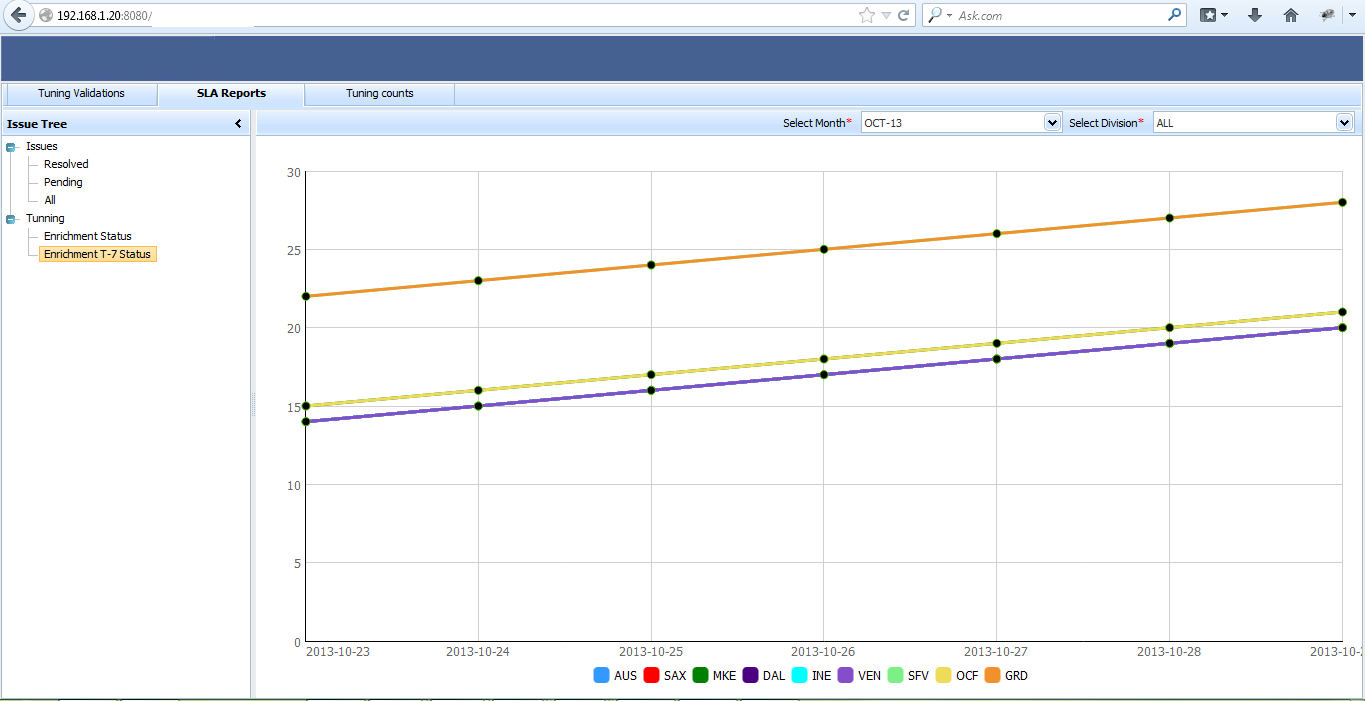 192.168.1.20:8080/
Ask.com
Tuning Validations SLA Reports Tuning counts
Issue Tree
Select Month* OCT-13 Select Division* ALL
Issues
Resolved
Pending
All
Tunning
Enrichment Status
Enrichment T-7 Status
30
25
20
15
10
5
0
2013-10-23 2013-10-24 2013-10-25 2013-10-26 2013-10-27 2013-10-28 2013-10-2
AUS SAX MKE DAL INE VEN SFV OCF GRD